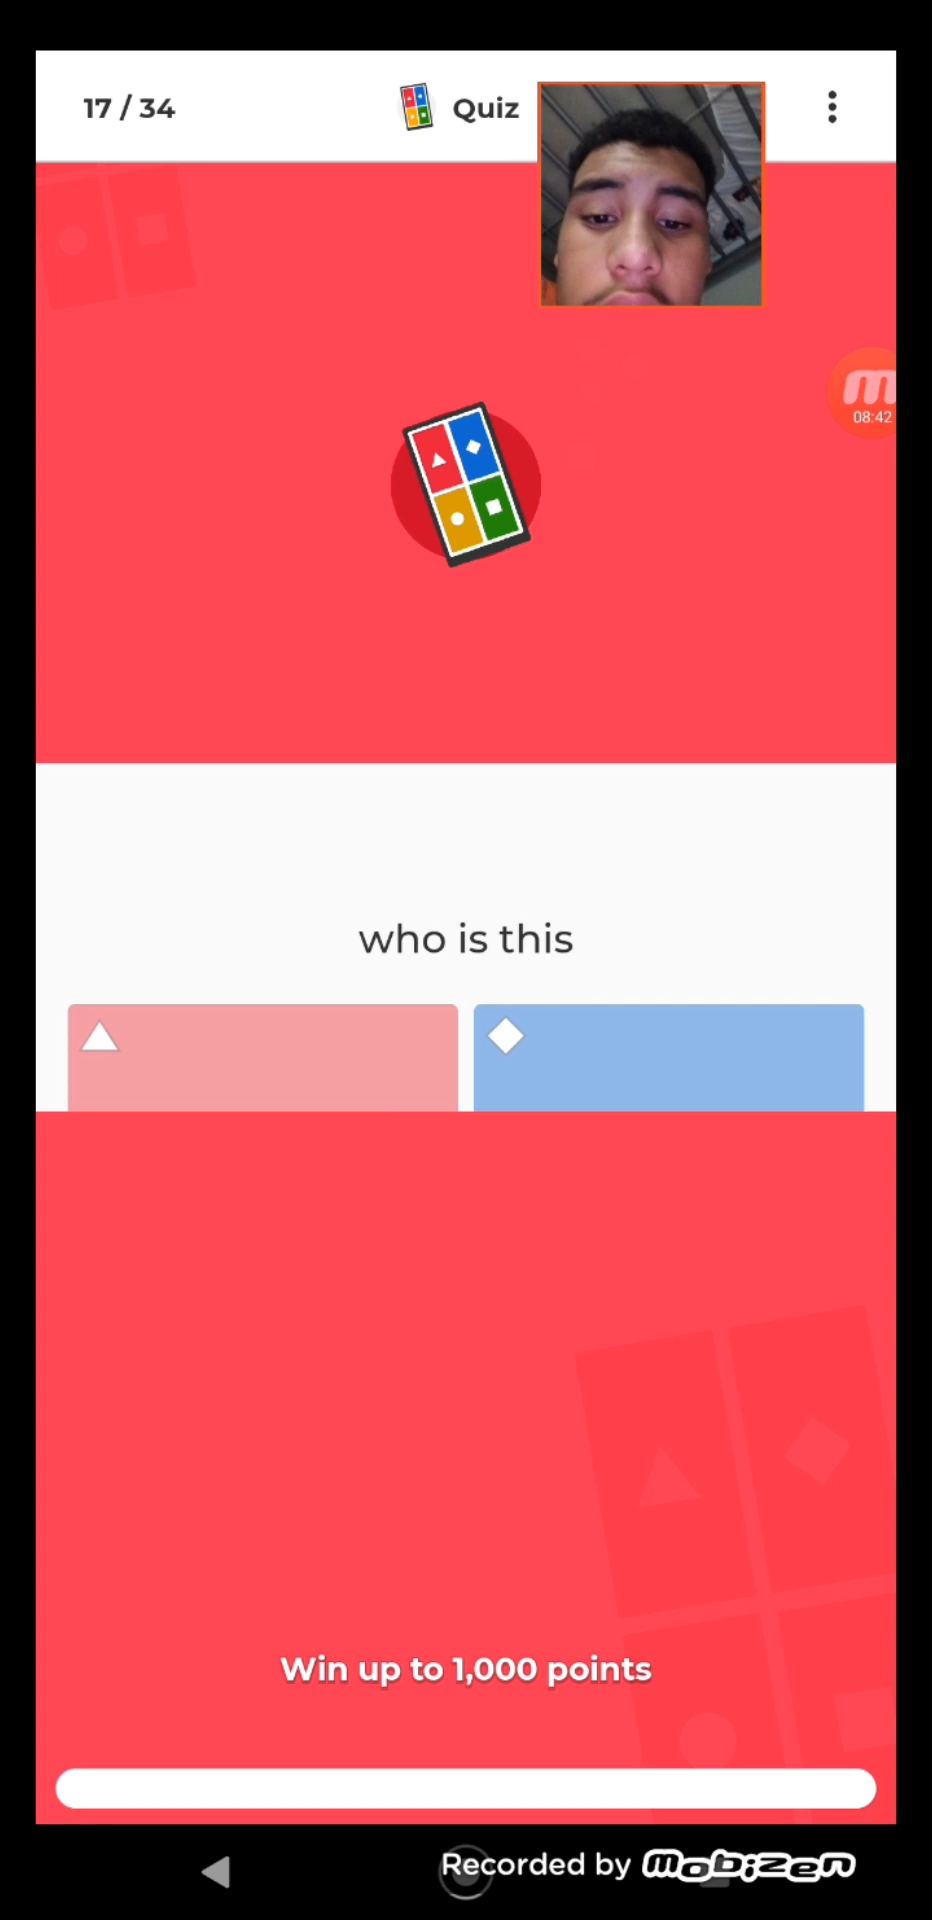 17 / 34
Quiz
08:42
who is this
Win up to 1,000 points
Recorded by Mobizen